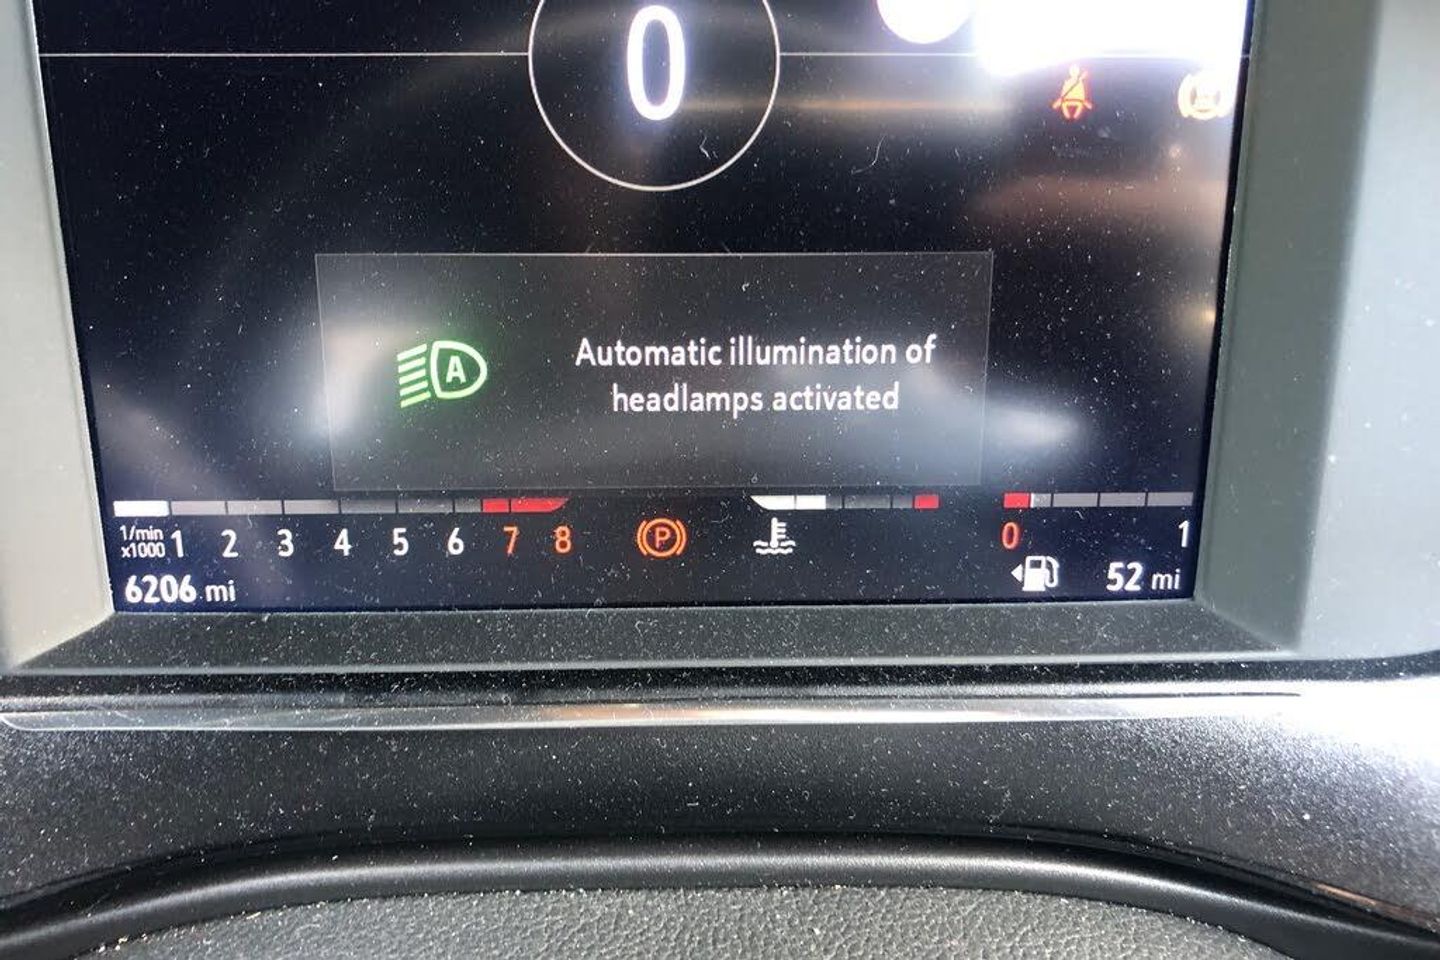 0
A
Automatic illumination of
headlamps activated
1/min
x1000 1 2 3 4 5 6 7 8
P
0 1
6206 mi
52 mi